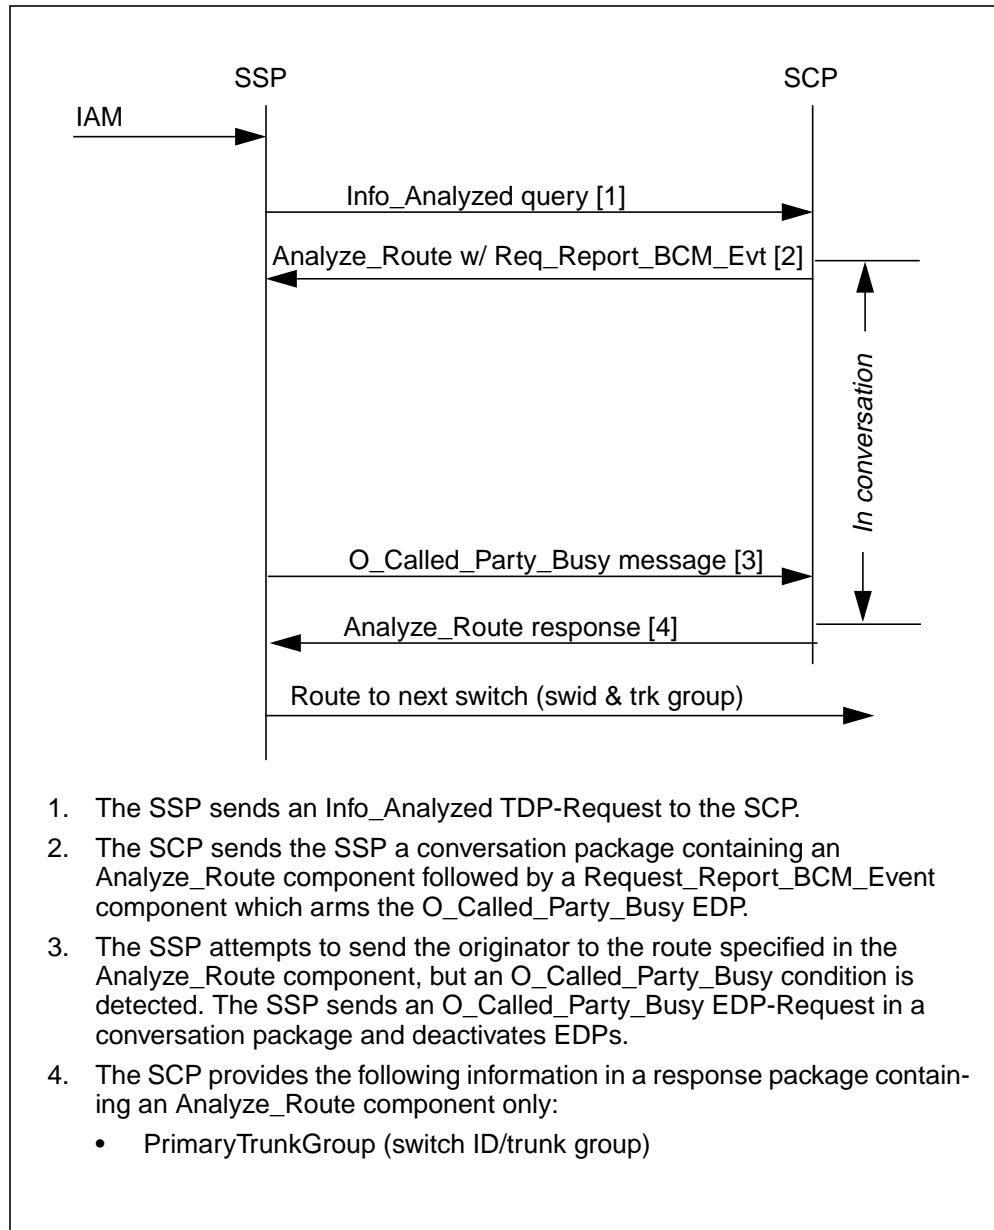 SSP
SCP
IAM
Info_Analyzed query [1]
Analyze_Route w/ Req_Report_BCM_Evt [2]
In conversation
O_Called_Party_Busy message [3]
Analyze_Route response [4]
Route to next switch (swid & trk group)
1. The SSP sends an Info_Analyzed TDP-Request to the SCP.
2. The SCP sends the SSP a conversation package containing an
Analyze_Route component followed by a Request_Report_BCM_Event
component which arms the O_Called_Party_Busy EDP.
3. The SSP attempts to send the originator to the route specified in the
Analyze_Route component, but an O_Called_Party_Busy condition is
detected. The SSP sends an O_Called_Party_Busy EDP-Request in a
conversation package and deactivates EDPs.
4. The SCP provides the following information in a response package contain-
ing an Analyze_Route component only:
• PrimaryTrunkGroup (switch ID/trunk group)